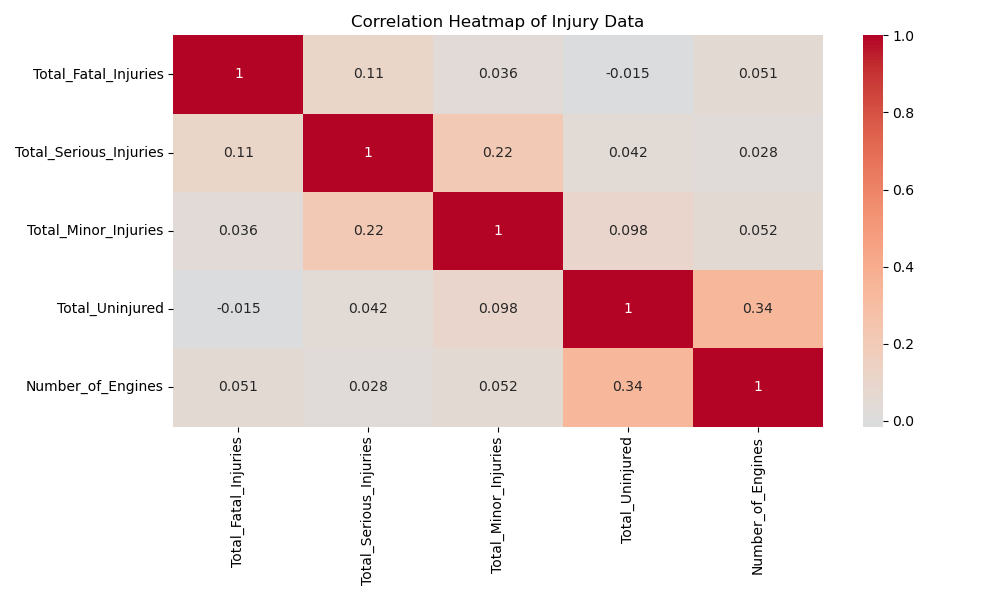 Correlation Heatmap of Injury Data
Total_Fatal_Injuries 1 0.11 0.036 -0.015 0.051
Total_Serious_Injuries 0.11 1 0.22 0.042 0.028
Total_Minor_Injuries 0.036 0.22 1 0.098 0.052
Total_Uninjured -0.015 0.042 0.098 1 0.34
Number_of_Engines 0.051 0.028 0.052 0.34 1
Total_Fatal_Injuries
Total_Serious_Injuries
Total_Minor_Injuries
Total_Uninjured
Number_of_Engines
1.0
0.8
0.6
0.4
0.2
0.0